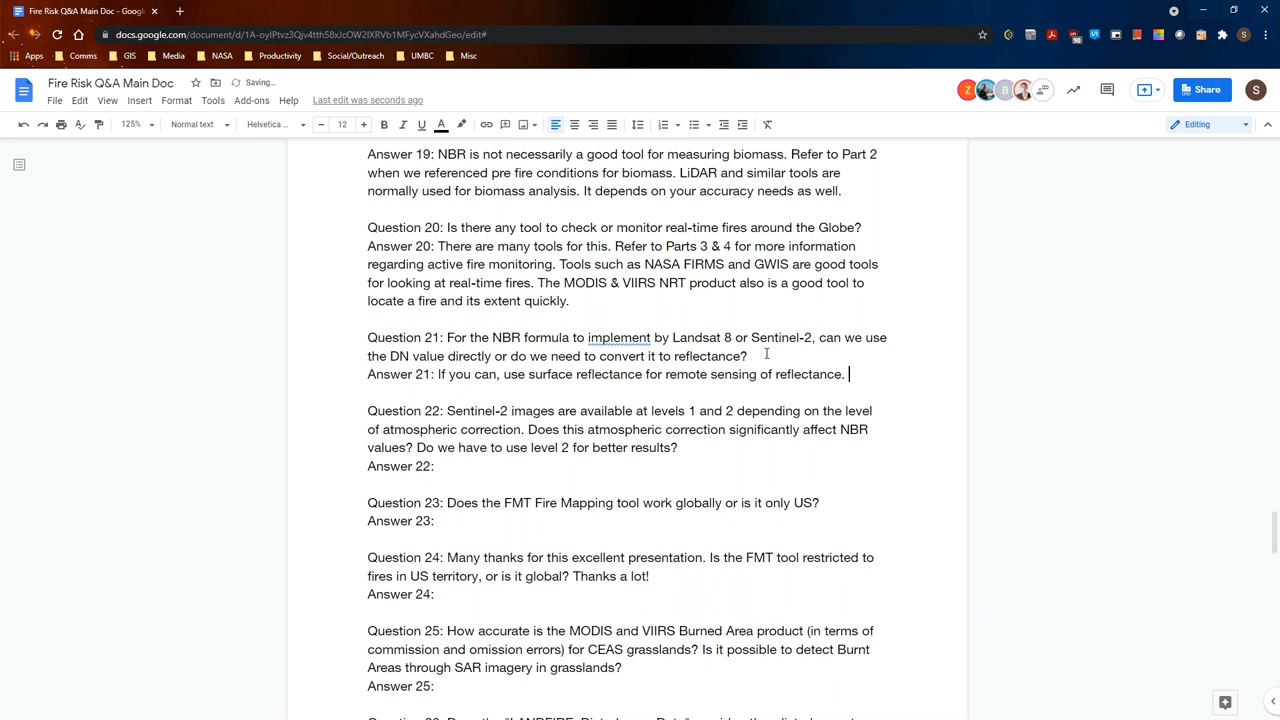 Fire Risk Q&A Main Doc
docs.google.com/document/d/1A-oylPtvz3Qjv4tth58xJcOW2IXRVb1MFycVXahdGeo/edit#
Apps Comms GIS Media NASA Productivity Social/Outreach UMBC Misc
Fire Risk Q&A Main Doc Saving...
File Edit View Insert Format Tools Add-ons Help Last edit was seconds ago
Z B Share S
125% Normal text Helvetica ... 12 B I U A Editing
Answer 19: NBR is not necessarily a good tool for measuring biomass. Refer to Part 2
when we referenced pre fire conditions for biomass. LiDAR and similar tools are
normally used for biomass analysis. It depends on your accuracy needs as well.
Question 20: Is there any tool to check or monitor real-time fires around the Globe?
Answer 20: There are many tools for this. Refer to Parts 3 & 4 for more information
regarding active fire monitoring. Tools such as NASA FIRMS and GWIS are good tools
for looking at real-time fires. The MODIS & VIIRS NRT product also is a good tool to
locate a fire and its extent quickly.
Question 21: For the NBR formula to implement by Landsat 8 or Sentinel-2, can we use
the DN value directly or do we need to convert it to reflectance?
Answer 21: If you can, use surface reflectance for remote sensing of reflectance.
Question 22: Sentinel-2 images are available at levels 1 and 2 depending on the level
of atmospheric correction. Does this atmospheric correction significantly affect NBR
values? Do we have to use level 2 for better results?
Answer 22:
Question 23: Does the FMT Fire Mapping tool work globally or is it only US?
Answer 23:
Question 24: Many thanks for this excellent presentation. Is the FMT tool restricted to
fires in US territory, or is it global? Thanks a lot!
Answer 24:
Question 25: How accurate is the MODIS and VIIRS Burned Area product (in terms of
commission and omission errors) for CEAS grasslands? Is it possible to detect Burnt
Areas through SAR imagery in grasslands?
Answer 25: